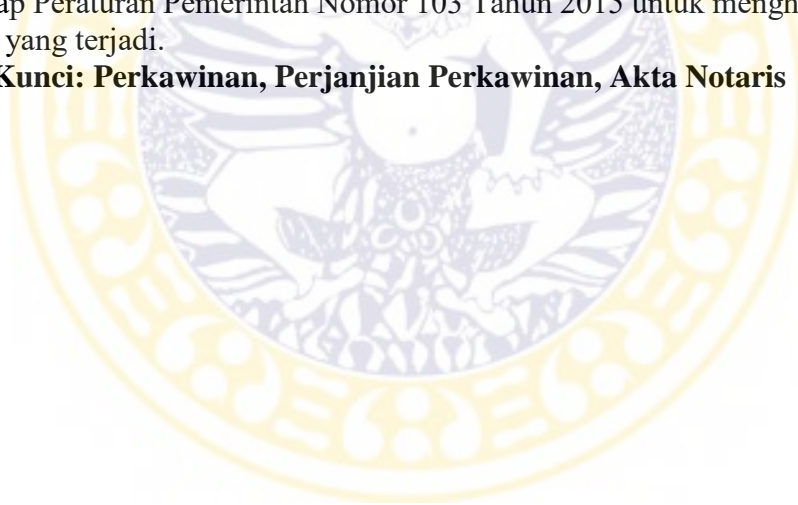 ap Peraturan Pemerintah Nomor 103 Tahun 2015 untuk mengh
yang terjadi.
Kunci: Perkawinan, Perjanjian Perkawinan, Akta Notaris